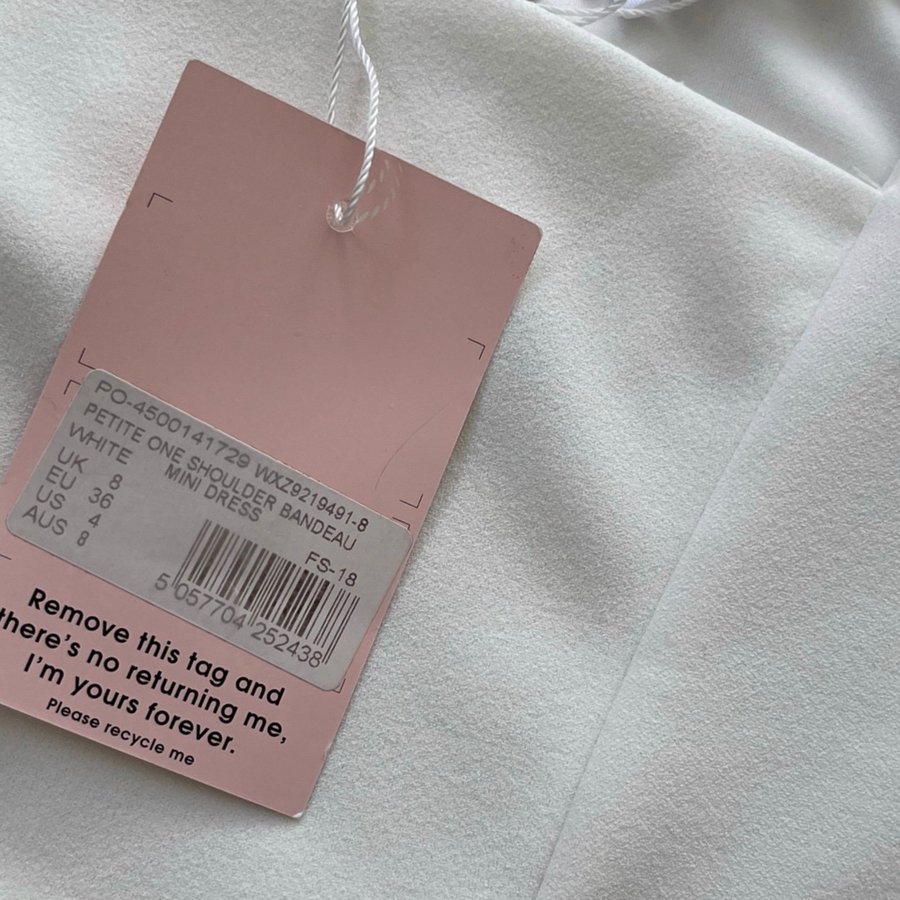 PO-4500141729 WXZ9219491-8
PETITE ONE SHOULDER BANDEAU
WHITE MINI DRESS
UK 8
EU 36
US 4
AUS 8
FS-18
5 057704 252438
Remove this tag and
there's no returning me,
I'm yours forever.
Please recycle me